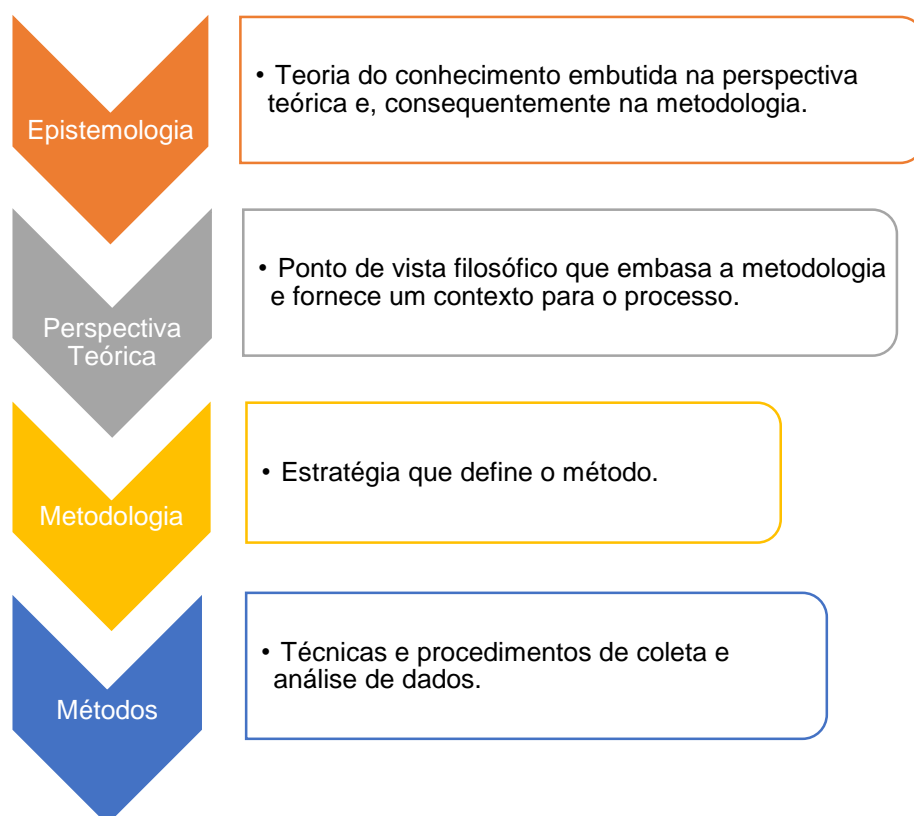 Epistemologia
• Teoria do conhecimento embutida na perspectiva
teórica e, consequentemente na metodologia.
Perspectiva
Teórica
• Ponto de vista filosófico que embasa a metodologia
e fornece um contexto para o processo.
Metodologia
• Estratégia que define o método.
Métodos
• Técnicas e procedimentos de coleta e
análise de dados.